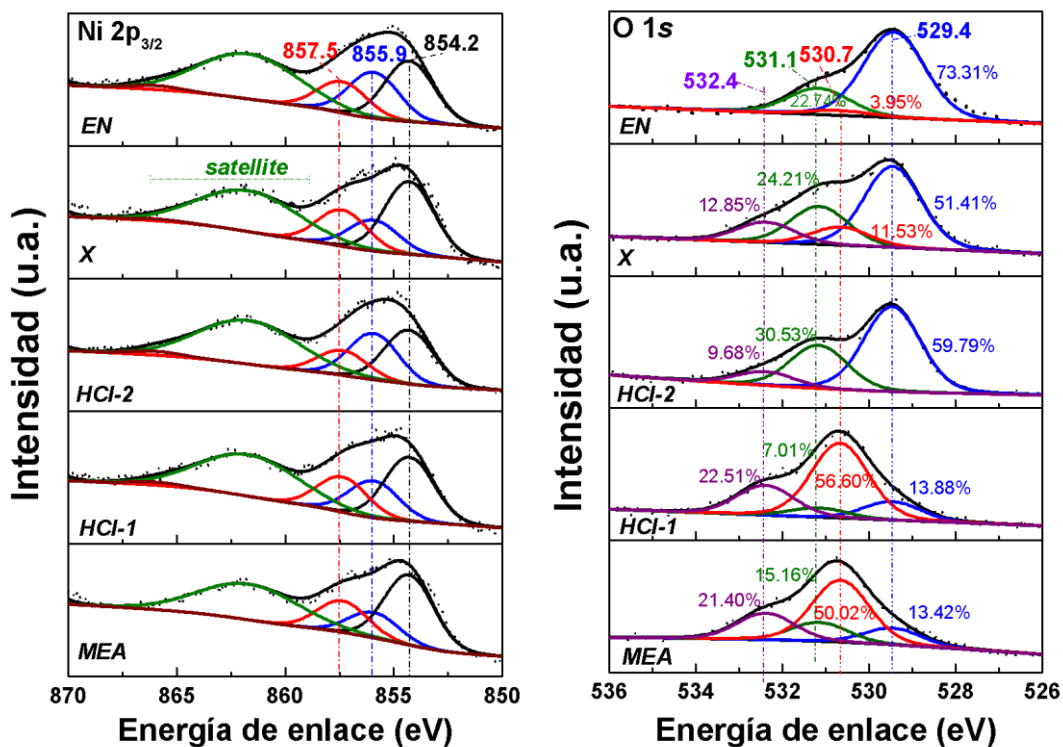 Ni 2p3/2
857.5
855.9
854.2
EN
satellite
X
HCl-2
HCl-1
MEA
870
865
860
855
850
Energía de enlace (eV)
Intensidad (u.a.)
O 1s
529.4
531.1
530.7
532.4
73.31%
22.74%
3.95%
EN
24.21%
12.85%
51.41%
11.53%
X
30.53%
9.68%
59.79%
HCl-2
7.01%
22.51%
56.60%
13.88%
HCl-1
15.16%
21.40%
50.02%
13.42%
MEA
536
534
532
530
528
526
Energía de enlace (eV)
Intensidad (u.a.)